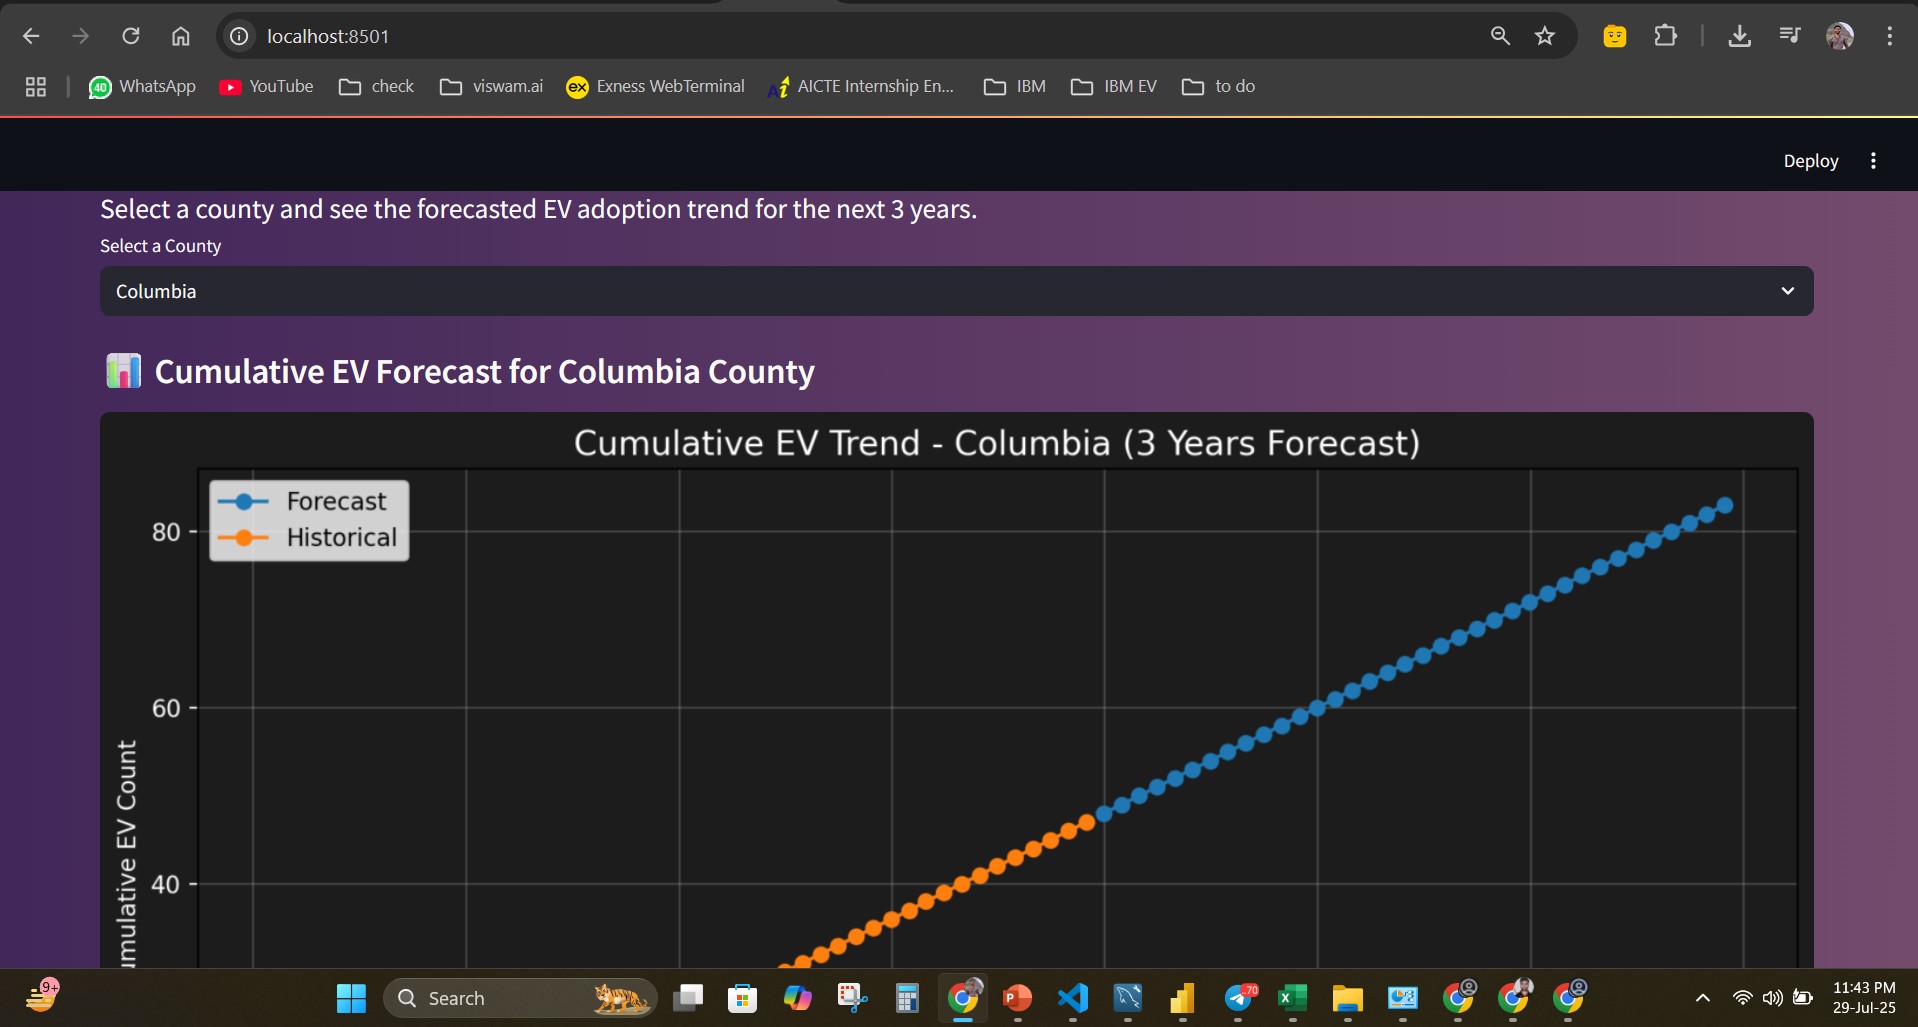 localhost:8501
40 WhatsApp YouTube check viswam.ai ex Exness WebTerminal AICTE Internship En... IBM IBM EV to do
Deploy
Select a county and see the forecasted EV adoption trend for the next 3 years.
Select a County
Columbia
Cumulative EV Forecast for Columbia County
Cumulative EV Trend - Columbia (3 Years Forecast)
Forecast
Historical
80
60
40
umulative EV Count
9+
Search
70
11:43 PM
29-Jul-25